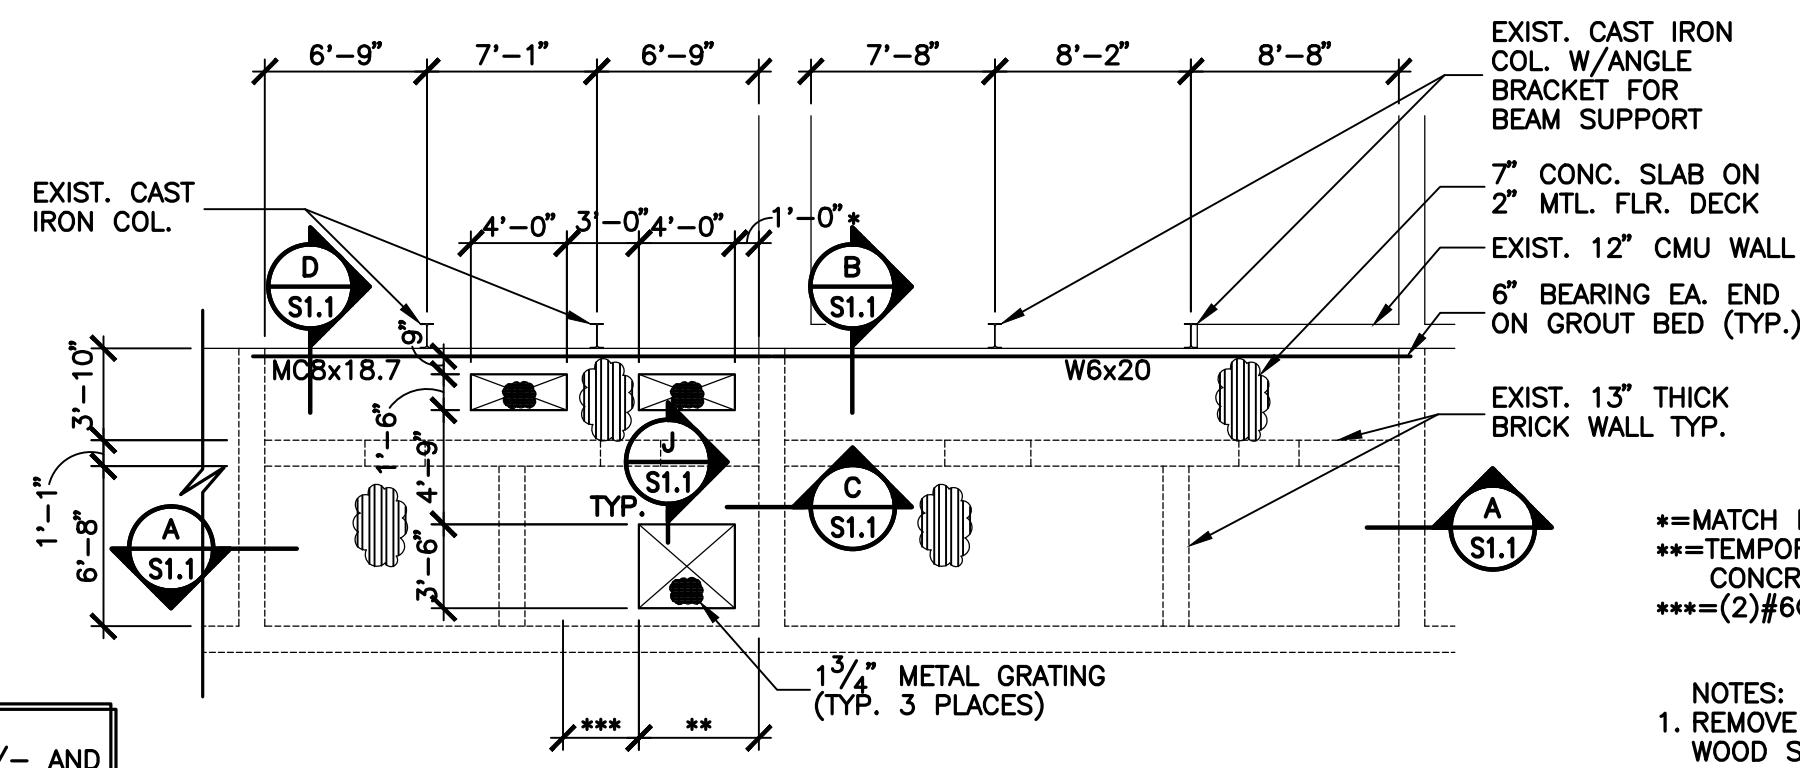 6'-9" 7'-1" 6'-9" 7'-8" 8'-2" 8'-8"
EXIST. CAST IRON
COL. W/ANGLE
BRACKET FOR
BEAM SUPPORT
7" CONC. SLAB ON
2" MTL. FLR. DECK
EXIST. 12" CMU WALL
6" BEARING EA. END
ON GROUT BED (TYP.)
EXIST. 13" THICK
BRICK WALL TYP.
EXIST. CAST
IRON COL.
4'-0" 3'-0" 4'-0" 1'-0" *
D
S1.1
B
S1.1
9"
MC8x18.7
W6x20
3'-10"
1'-1"
6'-8"
1'-6"
4'-9"
3'-6"
J
S1.1
TYP.
C
S1.1
A
S1.1
A
S1.1
1 3/4" METAL GRATING
(TYP. 3 PLACES)
*** **
*=MATCH
**=
***=(2)#6
NOTES:
1. REMOVE
WOOD
/- AND